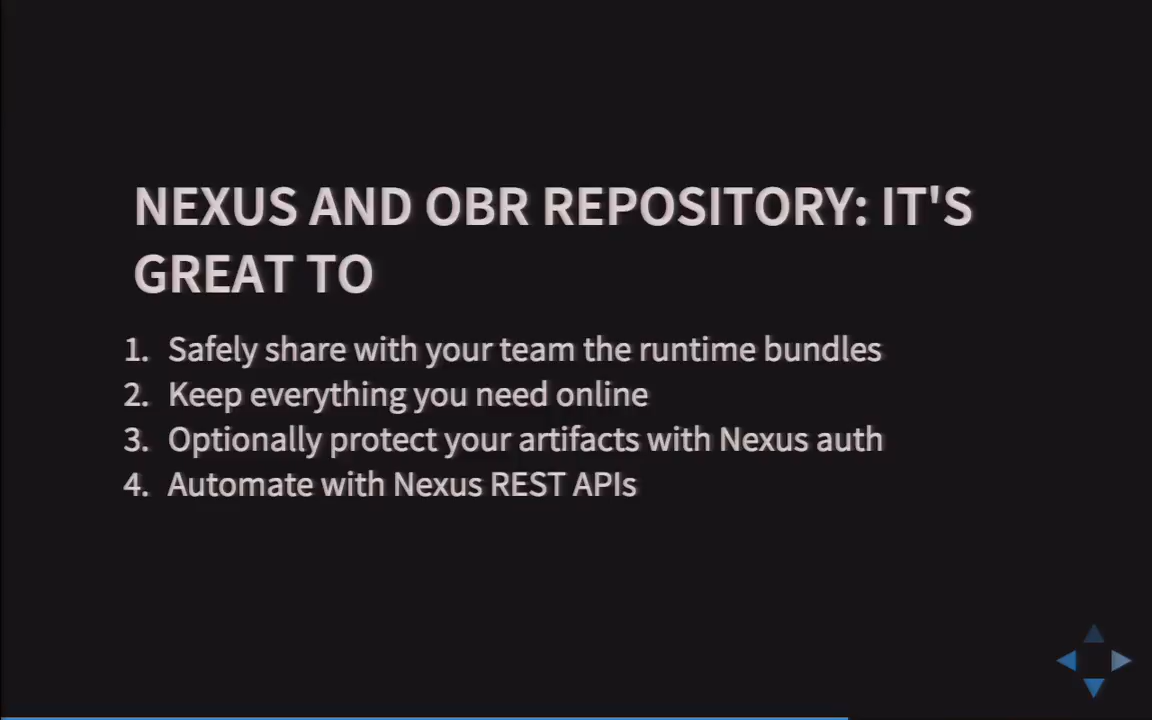 NEXUS AND OBR REPOSITORY: IT'S
GREAT TO
1. Safely share with your team the runtime bundles
2. Keep everything you need online
3. Optionally protect your artifacts with Nexus auth
4. Automate with Nexus REST APIs